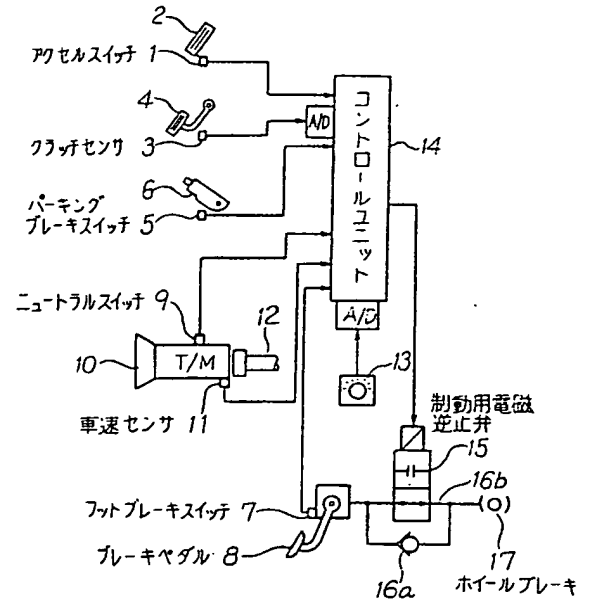 2
アクセルスイッチ 1
4
A/D
クラッチセンサ 3
コントロールユニット
14
6
パーキング
ブレーキスイッチ 5
ニュートラルスイッチ 9
12
A/D
10
T/M
13
車速センサ 11
制動用電磁
逆止弁
15
16b
フットブレーキスイッチ 7
ブレーキペダル 8
16a
17
ホイールブレーキ